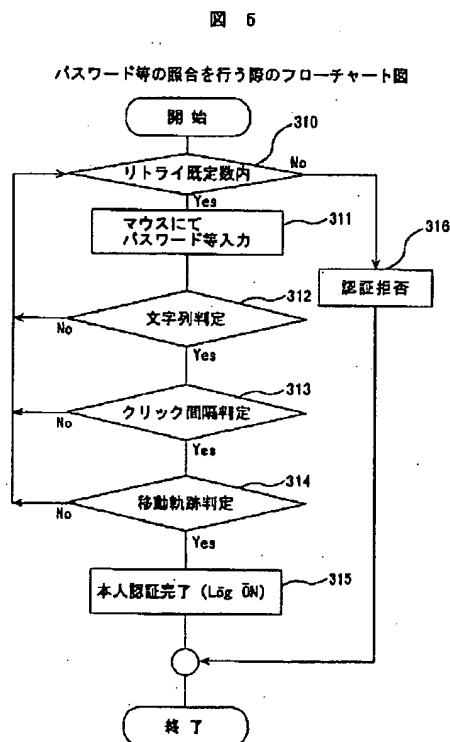 図 5
パスワード等の照合を行う際のフローチャート図
開始
310
リトライ既定数内
No
Yes
マウスにて
パスワード等入力
311
316
認証拒否
312
文字列判定
No
Yes
313
クリック間隔判定
No
Yes
314
移動軌跡判定
No
Yes
本人認証完了 (Log ON)
315
終了